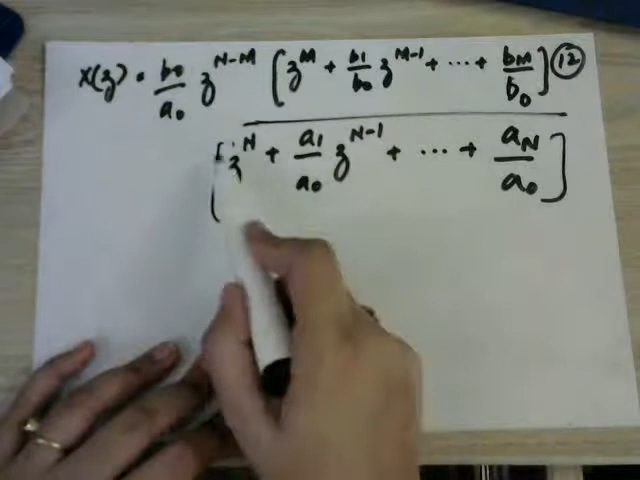 X(z) = b0/a0 z^N-M [z^M + b1/b0 z^M-1 + ... + bM/b0] 12
[z^N + a1/a0 z^N-1 + ... + aN/a0]